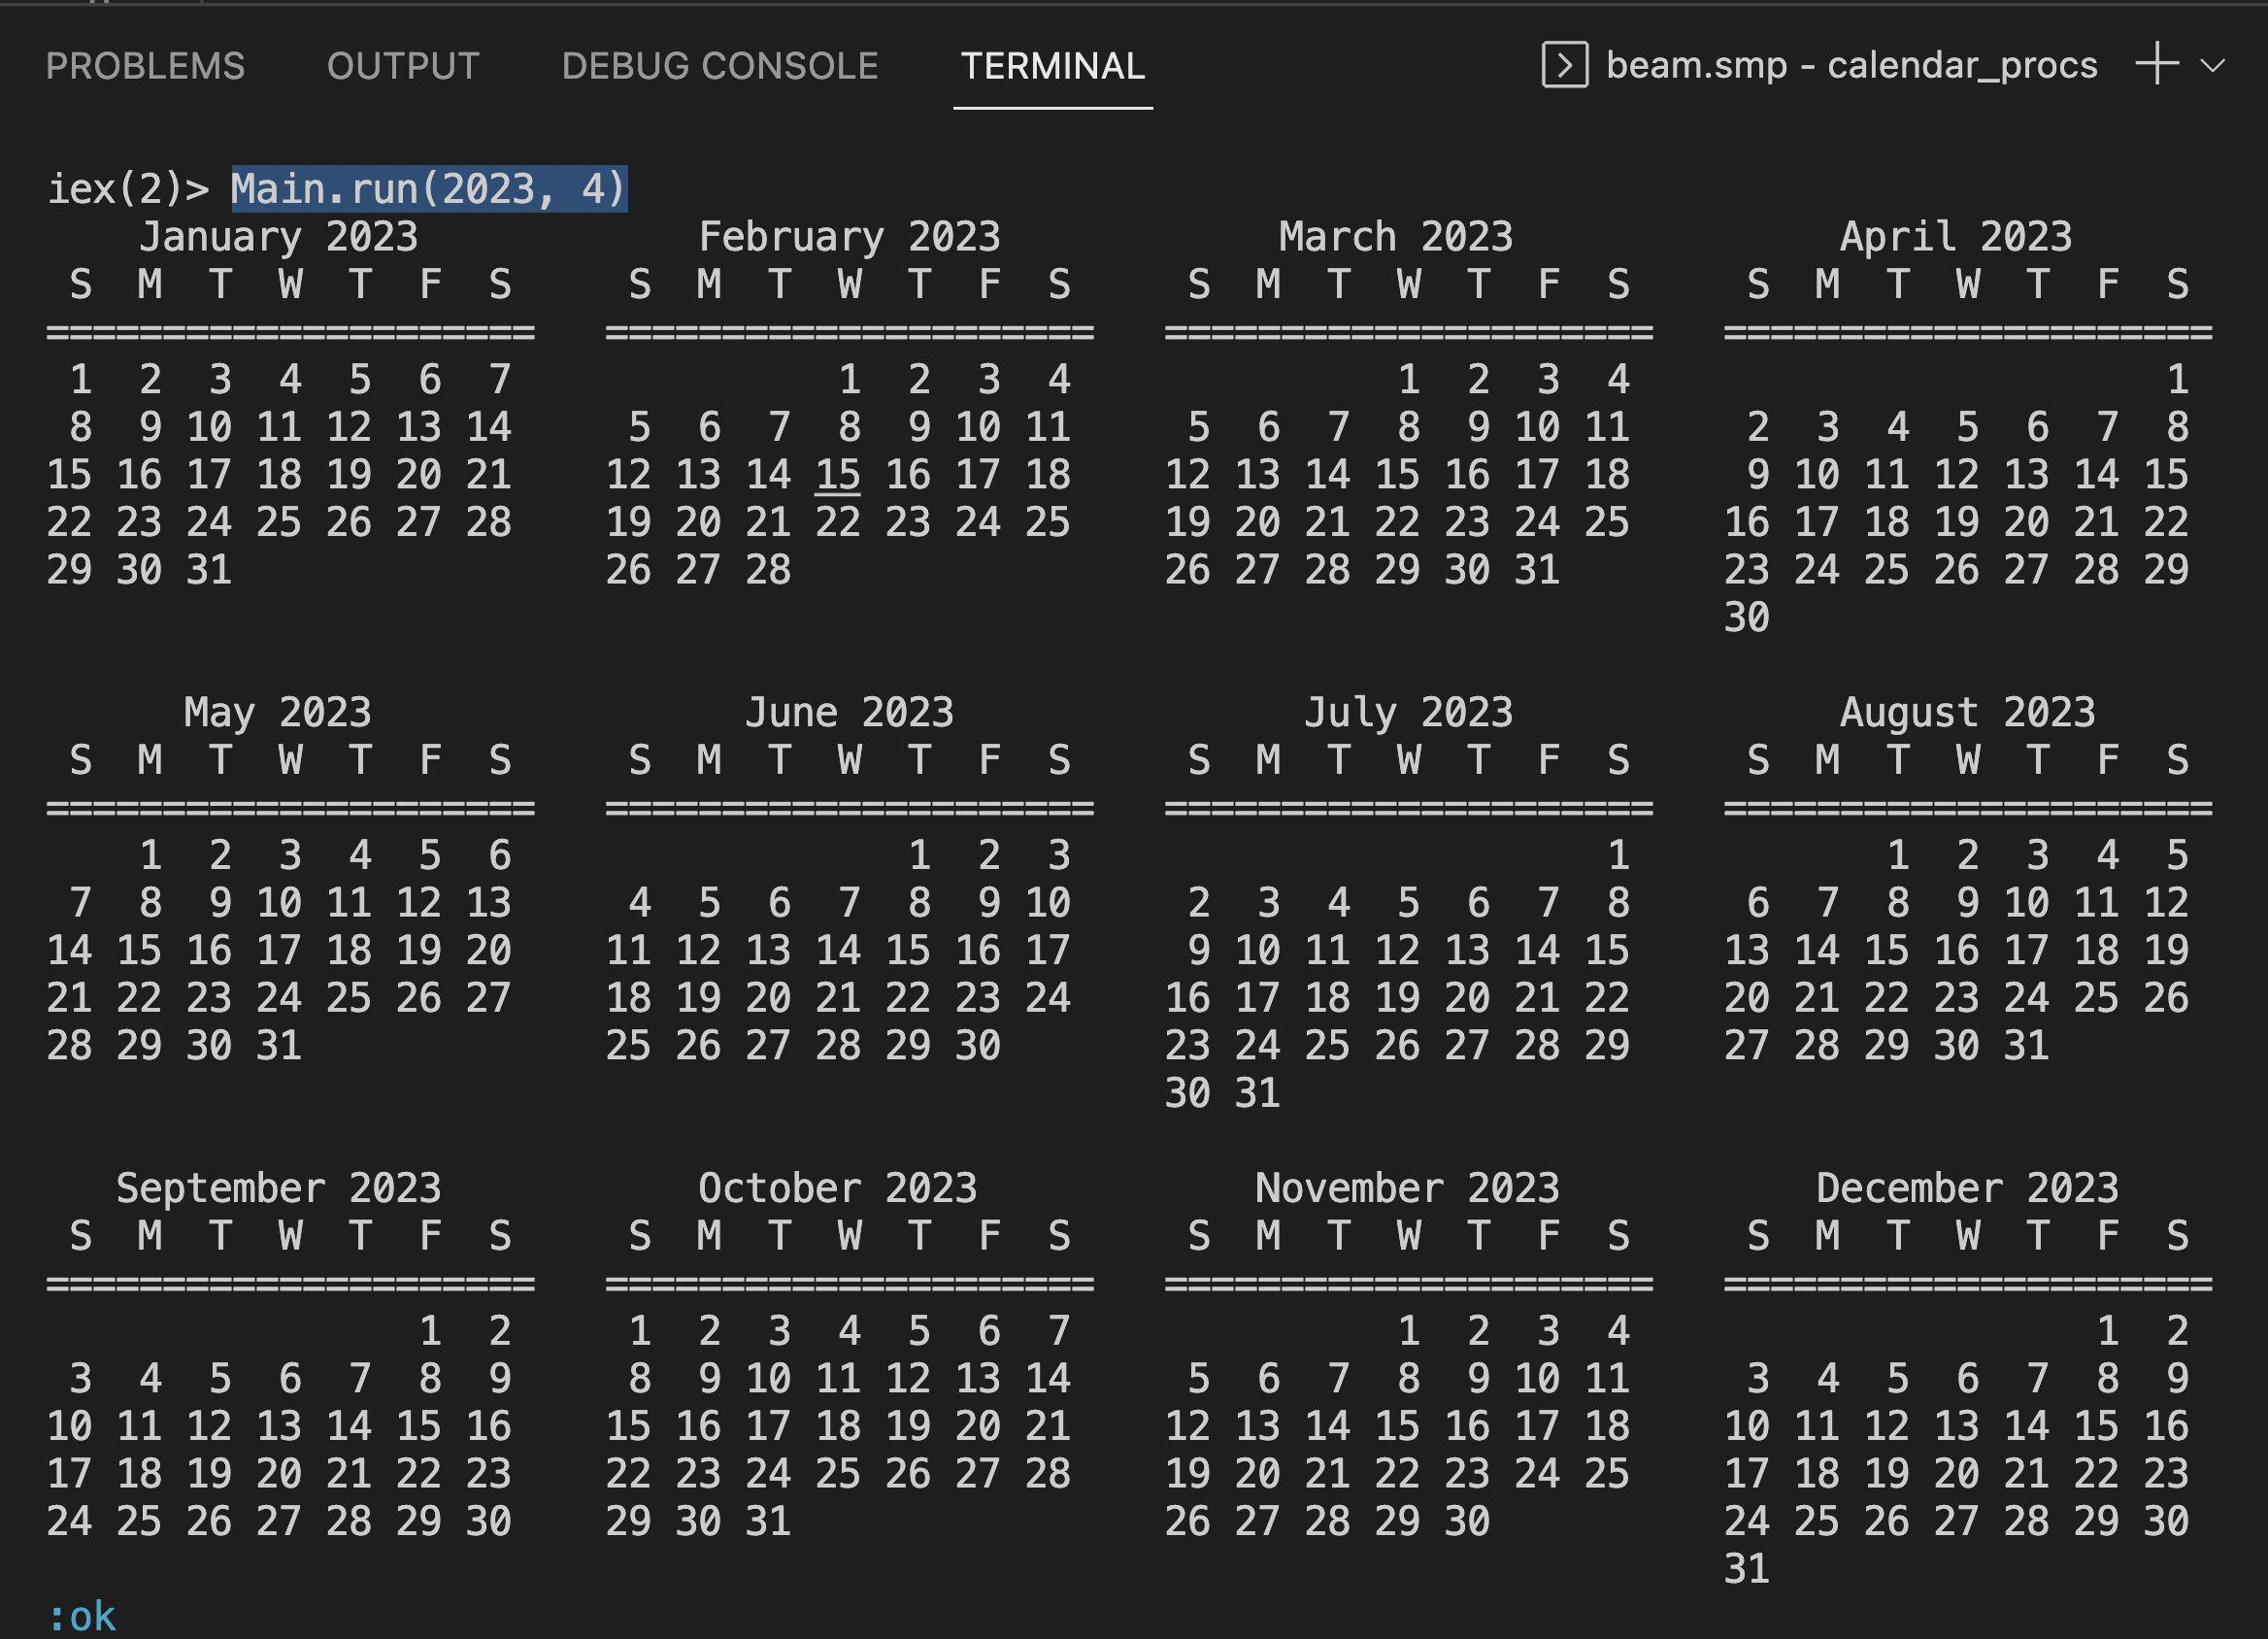 PROBLEMS OUTPUT DEBUG CONSOLE TERMINAL beam.smp - calendar_procs
iex(2)> Main.run(2023, 4)
    January 2023            February 2023            March 2023              April 2023
 S  M  T  W  T  F  S     S  M  T  W  T  F  S     S  M  T  W  T  F  S     S  M  T  W  T  F  S
=====================   =====================   =====================   =====================
 1  2  3  4  5  6  7              1  2  3  4              1  2  3  4                       1
 8  9 10 11 12 13 14     5  6  7  8  9 10 11     5  6  7  8  9 10 11     2  3  4  5  6  7  8
15 16 17 18 19 20 21    12 13 14 15 16 17 18    12 13 14 15 16 17 18     9 10 11 12 13 14 15
22 23 24 25 26 27 28    19 20 21 22 23 24 25    19 20 21 22 23 24 25    16 17 18 19 20 21 22
29 30 31                26 27 28                26 27 28 29 30 31       23 24 25 26 27 28 29
                                                                        30
      May 2023                June 2023               July 2023              August 2023
 S  M  T  W  T  F  S     S  M  T  W  T  F  S     S  M  T  W  T  F  S     S  M  T  W  T  F  S
=====================   =====================   =====================   =====================
    1  2  3  4  5  6                 1  2  3                       1           1  2  3  4  5
 7  8  9 10 11 12 13     4  5  6  7  8  9 10     2  3  4  5  6  7  8     6  7  8  9 10 11 12
14 15 16 17 18 19 20    11 12 13 14 15 16 17     9 10 11 12 13 14 15    13 14 15 16 17 18 19
21 22 23 24 25 26 27    18 19 20 21 22 23 24    16 17 18 19 20 21 22    20 21 22 23 24 25 26
28 29 30 31             25 26 27 28 29 30       23 24 25 26 27 28 29    27 28 29 30 31
                                                30 31
   September 2023           October 2023            November 2023           December 2023
 S  M  T  W  T  F  S     S  M  T  W  T  F  S     S  M  T  W  T  F  S     S  M  T  W  T  F  S
=====================   =====================   =====================   =====================
                1  2     1  2  3  4  5  6  7              1  2  3  4                    1  2
 3  4  5  6  7  8  9     8  9 10 11 12 13 14     5  6  7  8  9 10 11     3  4  5  6  7  8  9
10 11 12 13 14 15 16    15 16 17 18 19 20 21    12 13 14 15 16 17 18    10 11 12 13 14 15 16
17 18 19 20 21 22 23    22 23 24 25 26 27 28    19 20 21 22 23 24 25    17 18 19 20 21 22 23
24 25 26 27 28 29 30    29 30 31                26 27 28 29 30          24 25 26 27 28 29 30
                                                                        31
:ok